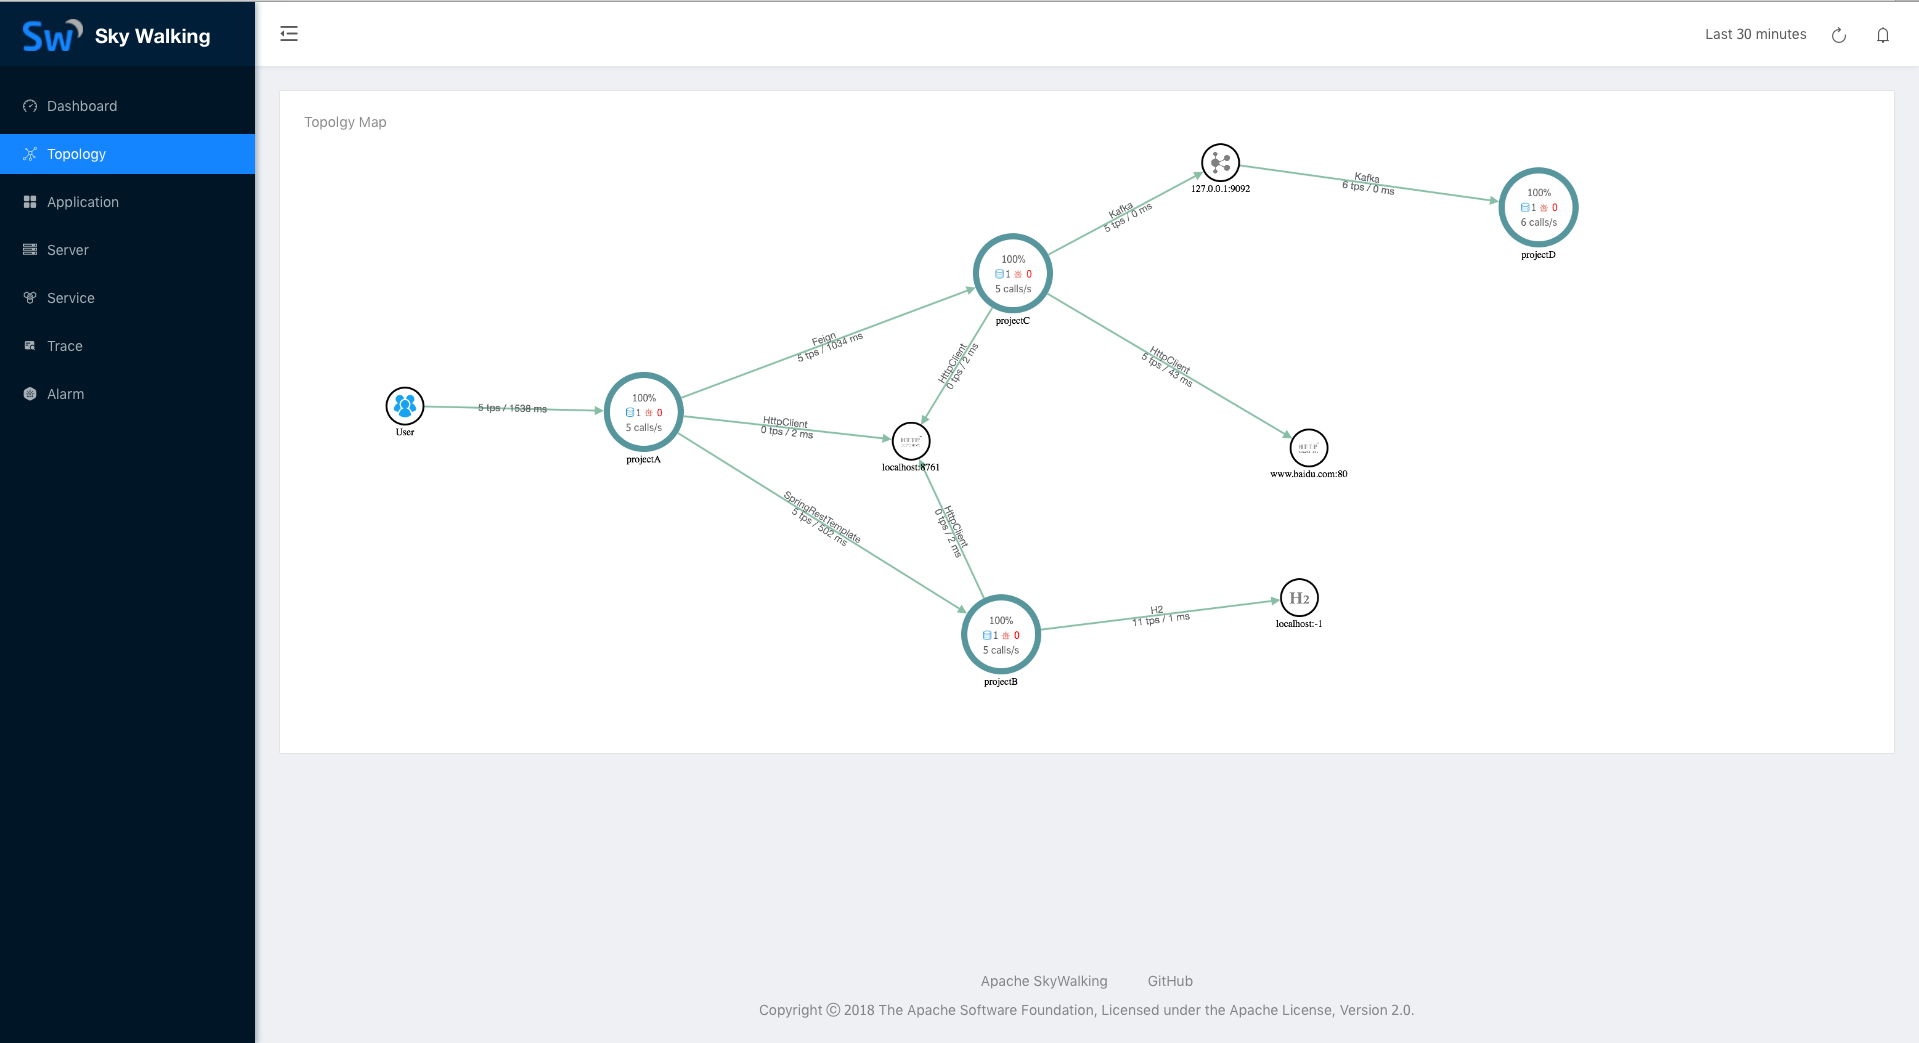 Sky Walking
Last 30 minutes
Dashboard
Topology
Application
Server
Service
Trace
Alarm
Topolgy Map
127.0.0.1:9092
Kafka
6 tps / 0 ms
100%
1 0
6 calls/s
projectD
Kafka
5 tps / 0 ms
100%
1 0
5 calls/s
projectC
Feign
5 tps / 1034 ms
HttpClient
0 tps / 2 ms
HttpClient
5 tps / 43 ms
User
5 tps / 1538 ms
100%
1 0
5 calls/s
projectA
HttpClient
0 tps / 2 ms
HTTP
localhost:8761
HTTP
www.baidu.com:80
SpringRestTemplate
5 tps / 502 ms
HttpClient
0 tps / 2 ms
100%
1 0
5 calls/s
projectB
H2
11 tps / 1 ms
H2
localhost:-1
Apache SkyWalking GitHub
Copyright © 2018 The Apache Software Foundation, Licensed under the Apache License, Version 2.0.